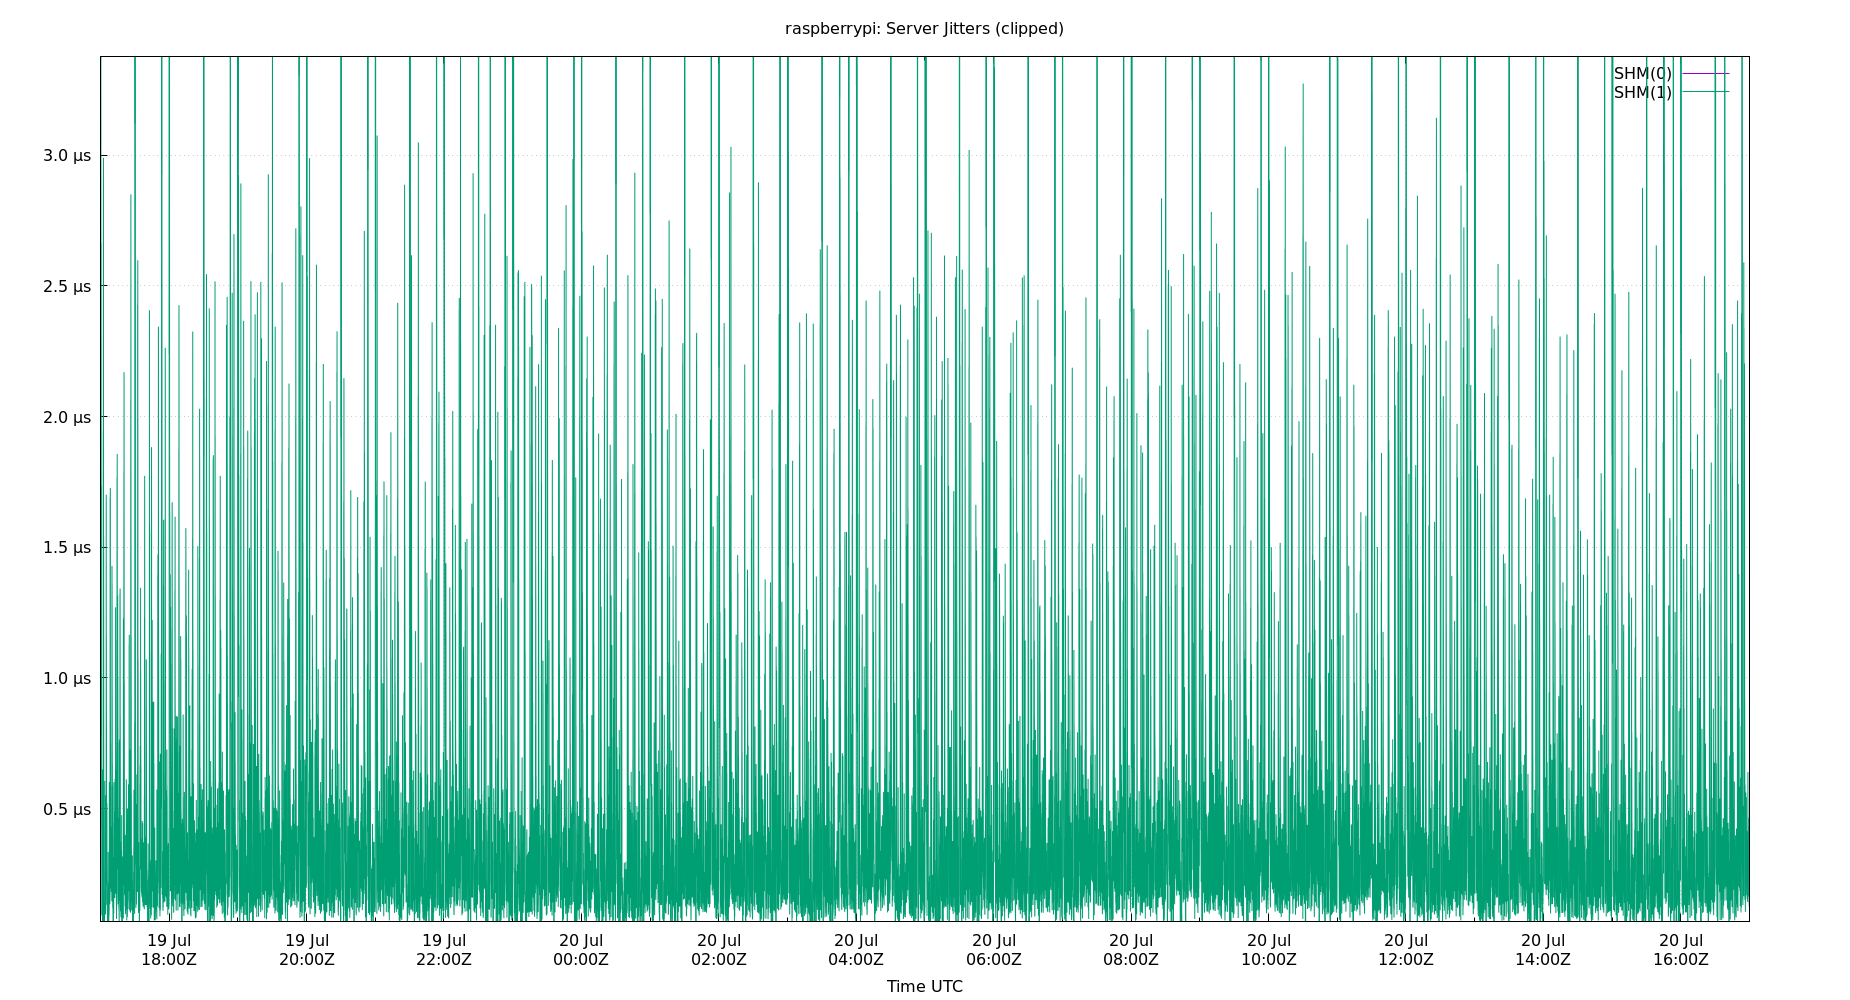 raspberrypi: Server Jitters (clipped)
SHM(0)
SHM(1)
3.0 µs
2.5 µs
2.0 µs
1.5 µs
1.0 µs
0.5 µs
19 Jul 19 Jul 19 Jul 20 Jul 20 Jul 20 Jul 20 Jul 20 Jul 20 Jul 20 Jul 20 Jul 20 Jul
18:00Z 20:00Z 22:00Z 00:00Z 02:00Z 04:00Z 06:00Z 08:00Z 10:00Z 12:00Z 14:00Z 16:00Z
Time UTC